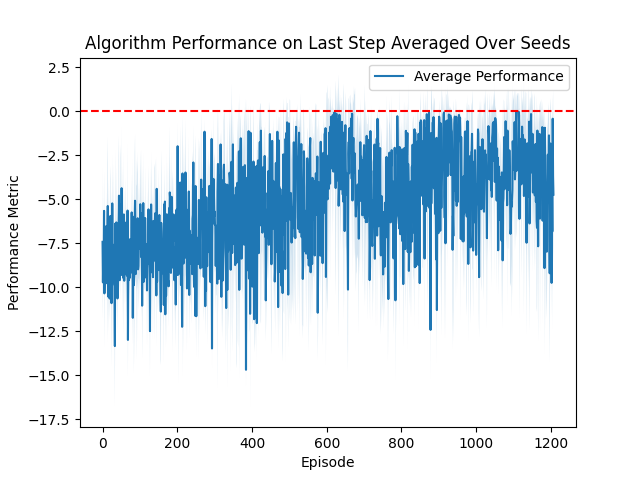 Algorithm Performance on Last Step Averaged Over Seeds
Average Performance
2.5
0.0
−2.5
−5.0
−7.5
−10.0
−12.5
−15.0
−17.5
Performance Metric
0 200 400 600 800 1000 1200
Episode